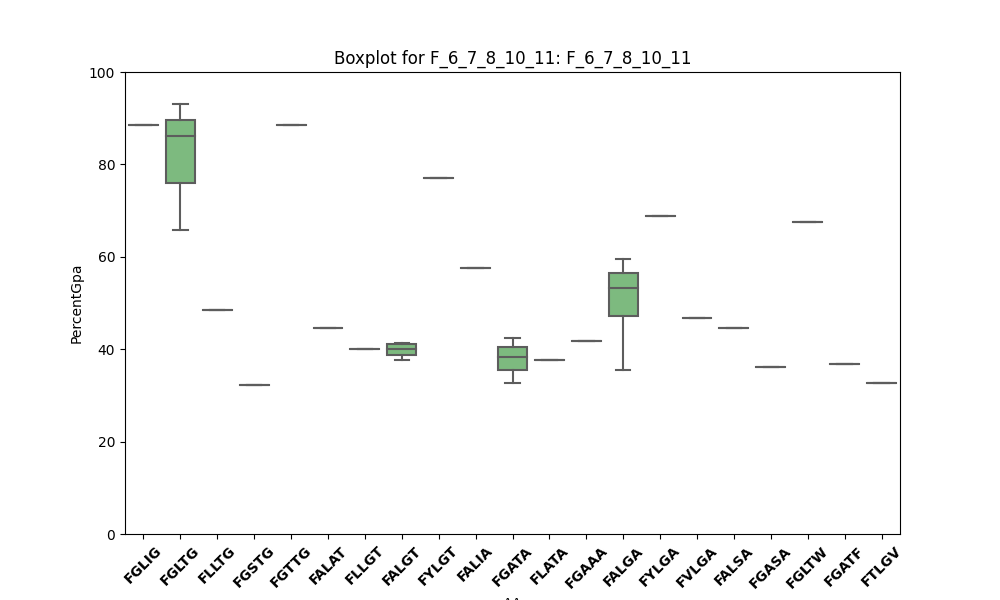 Boxplot for F_6_7_8_10_11: F_6_7_8_10_11
100
80
60
40
20
0
PercentGpa
FGLIG
FGLTG
FLLTG
FGSTG
FGTTG
FALAT
FLLGT
FALGT
FYLGT
FALIA
FGATA
FLATA
FGAAA
FALGA
FYLGA
FVLGA
FALSA
FGASA
FGLTW
FGATF
FTLGV